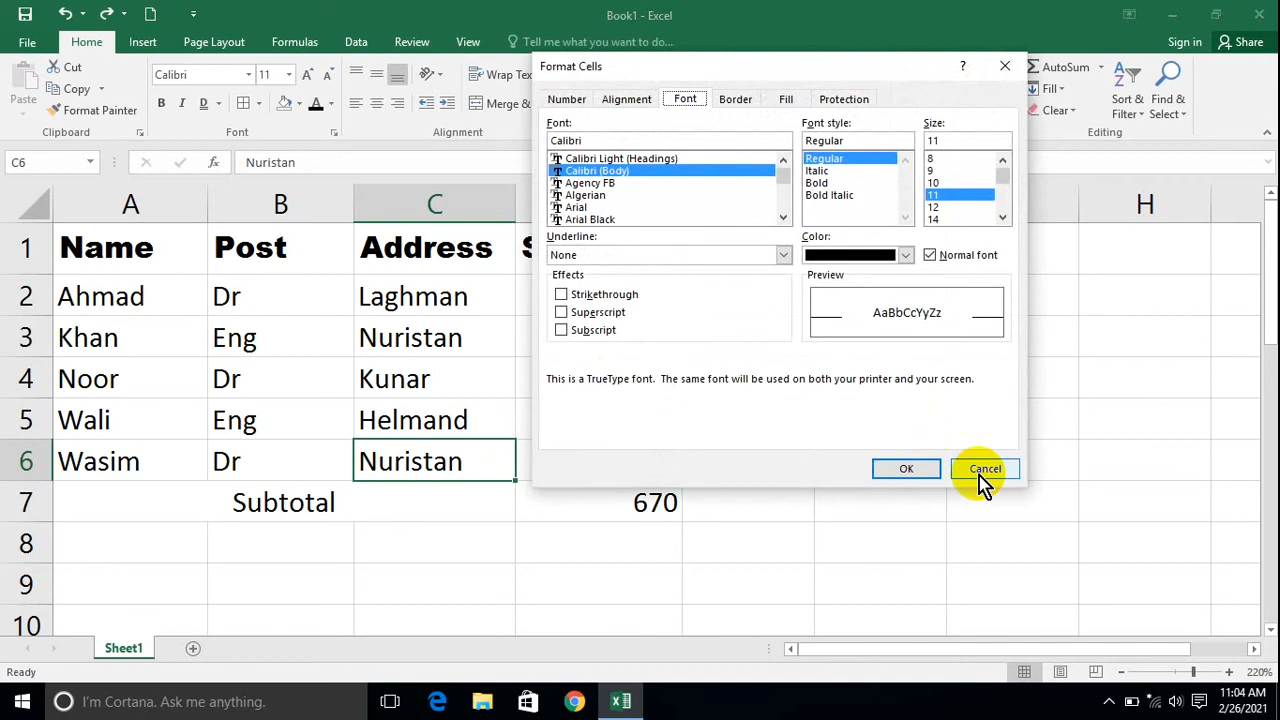 Book1 - Excel
File Home Insert Page Layout Formulas Data Review View Tell me what you want to do... Sign in Share
Cut
Copy
Format Painter
Paste
Clipboard
Calibri 11
B I D
Font
Wrap Tex
Merge &
Alignment
AutoSum
Fill
Clear
Sort & Filter
Find & Select
Editing
C6 fx Nuristan
Format Cells ?
Number Alignment Font Border Fill Protection
Font: Font style: Size:
Calibri Regular 11
Calibri Light (Headings) Regular 8
Calibri (Body) Italic 9
Agency FB Bold 10
Algerian Bold Italic 11
Arial 12
Arial Black 14
Underline: Color:
None Normal font
Effects Preview
Strikethrough
Superscript AaBbCcYyZz
Subscript
This is a TrueType font. The same font will be used on both your printer and your screen.
OK Cancel
A B C H
1 Name Post Address
2 Ahmad Dr Laghman
3 Khan Eng Nuristan
4 Noor Dr Kunar
5 Wali Eng Helmand
6 Wasim Dr Nuristan
7 Subtotal 670
8
9
10
Sheet1
Ready 220%
I'm Cortana. Ask me anything.
11:04 AM
2/26/2021